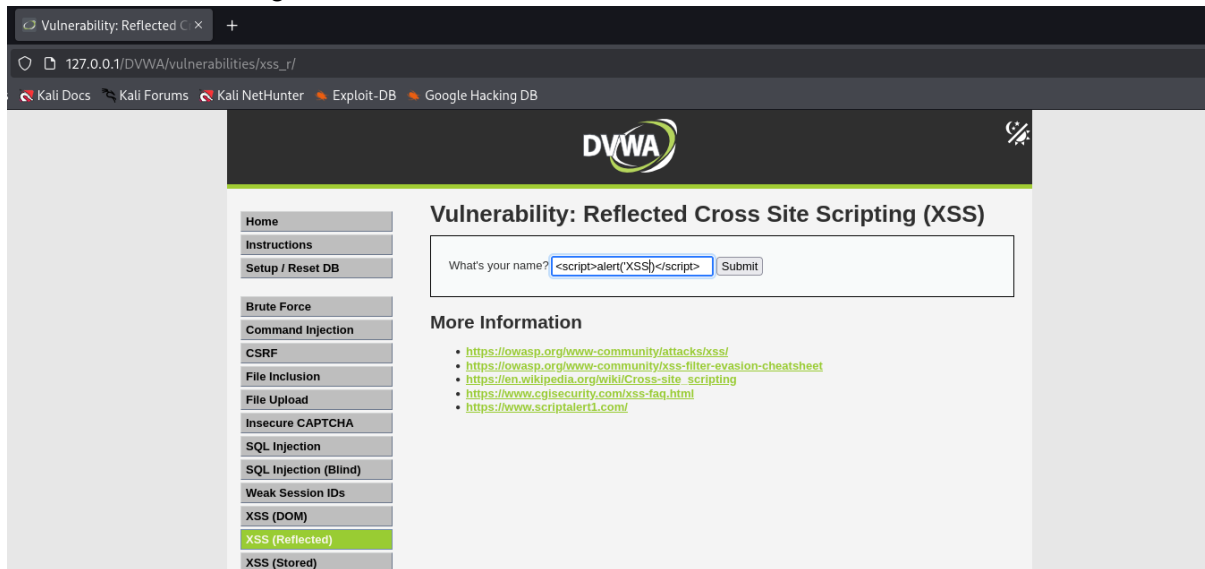 Vulnerability: Reflected C
127.0.0.1/DVWA/vulnerabilities/xss_r/
Kali Docs Kali Forums Kali NetHunter Exploit-DB Google Hacking DB
DVWA
Home
Instructions
Setup / Reset DB
Brute Force
Command Injection
CSRF
File Inclusion
File Upload
Insecure CAPTCHA
SQL Injection
SQL Injection (Blind)
Weak Session IDs
XSS (DOM)
XSS (Reflected)
XSS (Stored)
Vulnerability: Reflected Cross Site Scripting (XSS)
What's your name? <script>alert('XSS')</script> Submit
More Information
https://owasp.org/www-community/attacks/xss/
https://owasp.org/www-community/xss-filter-evasion-cheatsheet
https://en.wikipedia.org/wiki/Cross-site_scripting
https://www.cgisecurity.com/xss-faq.html
https://www.scriptalert1.com/